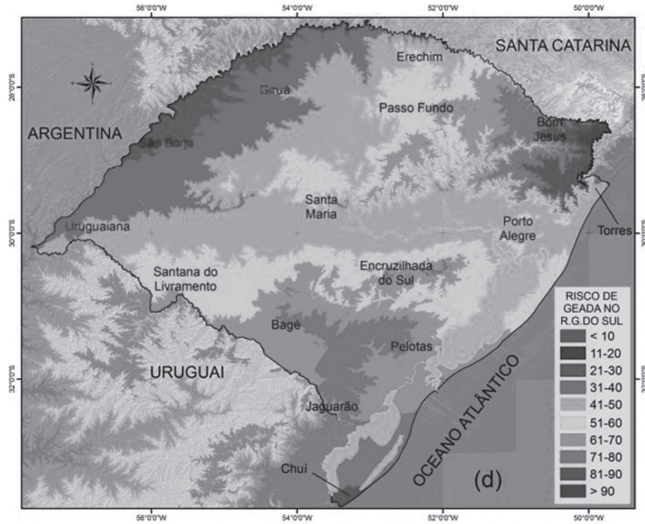 56°0'0"W
54°0'0"W
52°0'0"W
50°0'0"W
SANTA CATARINA
Erechim
28°0'0"S
Giruá
Passo Fundo
ARGENTINA
Bom
Jesus
São Borja
Santa
Maria
Uruguaiana
Porto
Alegre
Torres
30°0'0"S
Santana do
Livramento
Encruzilhada
do Sul
RISCO DE
GEADA NO
R.G.DO SUL
< 10
11-20
21-30
31-40
41-50
51-60
61-70
71-80
81-90
> 90
Bagé
Pelotas
URUGUAI
32°0'0"S
Jaguarão
OCEANO ATLÂNTICO
Chuí
(d)
56°0'0"W
54°0'0"W
52°0'0"W
50°0'0"W